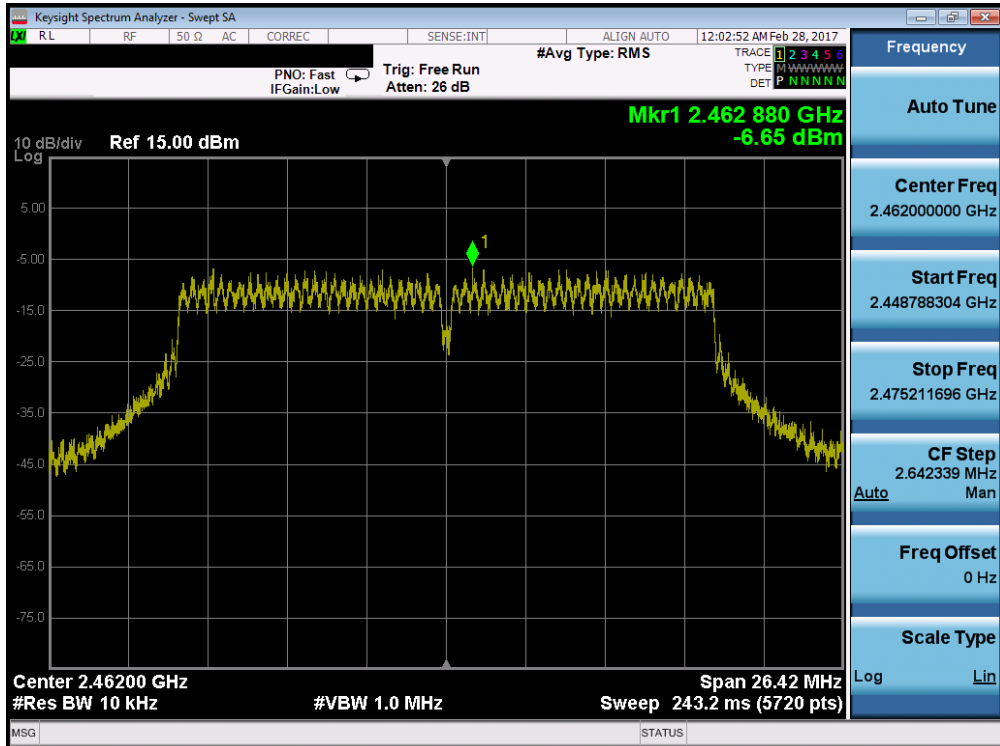 Keysight Spectrum Analyzer - Swept SA
LXI RL RF 50 Ω AC CORREC SENSE:INT ALIGN AUTO 12:02:52 AM Feb 28, 2017
#Avg Type: RMS TRACE 1 2 3 4 5 6
PNO: Fast Trig: Free Run TYPE M W W W W W
IFGain:Low Atten: 26 dB DET P N N N N N
Mkr1 2.462 880 GHz
-6.65 dBm
10 dB/div Ref 15.00 dBm
Log
1
5.00
-5.00
-15.0
-25.0
-35.0
-45.0
-55.0
-65.0
-75.0
Center 2.46200 GHz Span 26.42 MHz
#Res BW 10 kHz #VBW 1.0 MHz Sweep 243.2 ms (5720 pts)
MSG STATUS
Frequency
Auto Tune
Center Freq
2.462000000 GHz
Start Freq
2.448788304 GHz
Stop Freq
2.475211696 GHz
CF Step
2.642339 MHz
Auto Man
Freq Offset
0 Hz
Scale Type
Log Lin